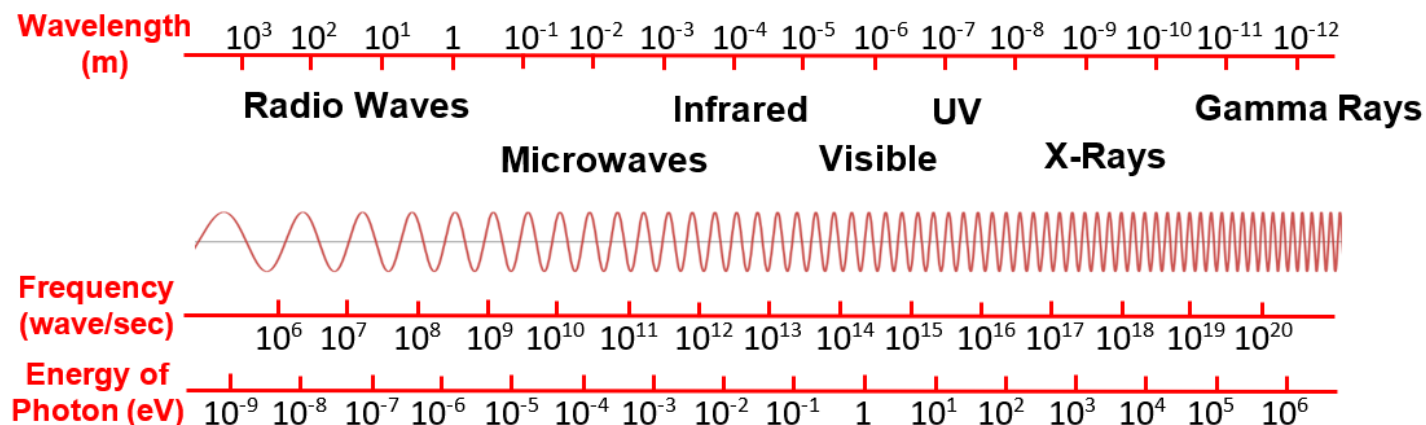 Wavelength (m) 10³ 10² 10¹ 1 10⁻¹ 10⁻² 10⁻³ 10⁻⁴ 10⁻⁵ 10⁻⁶ 10⁻⁷ 10⁻⁸ 10⁻⁹ 10⁻¹⁰ 10⁻¹¹ 10⁻¹²
Radio Waves Infrared UV Gamma Rays
Microwaves Visible X-Rays
Frequency (wave/sec) 10⁶ 10⁷ 10⁸ 10⁹ 10¹⁰ 10¹¹ 10¹² 10¹³ 10¹⁴ 10¹⁵ 10¹⁶ 10¹⁷ 10¹⁸ 10¹⁹ 10²⁰
Energy of Photon (eV) 10⁻⁹ 10⁻⁸ 10⁻⁷ 10⁻⁶ 10⁻⁵ 10⁻⁴ 10⁻³ 10⁻² 10⁻¹ 1 10¹ 10² 10³ 10⁴ 10⁵ 10⁶